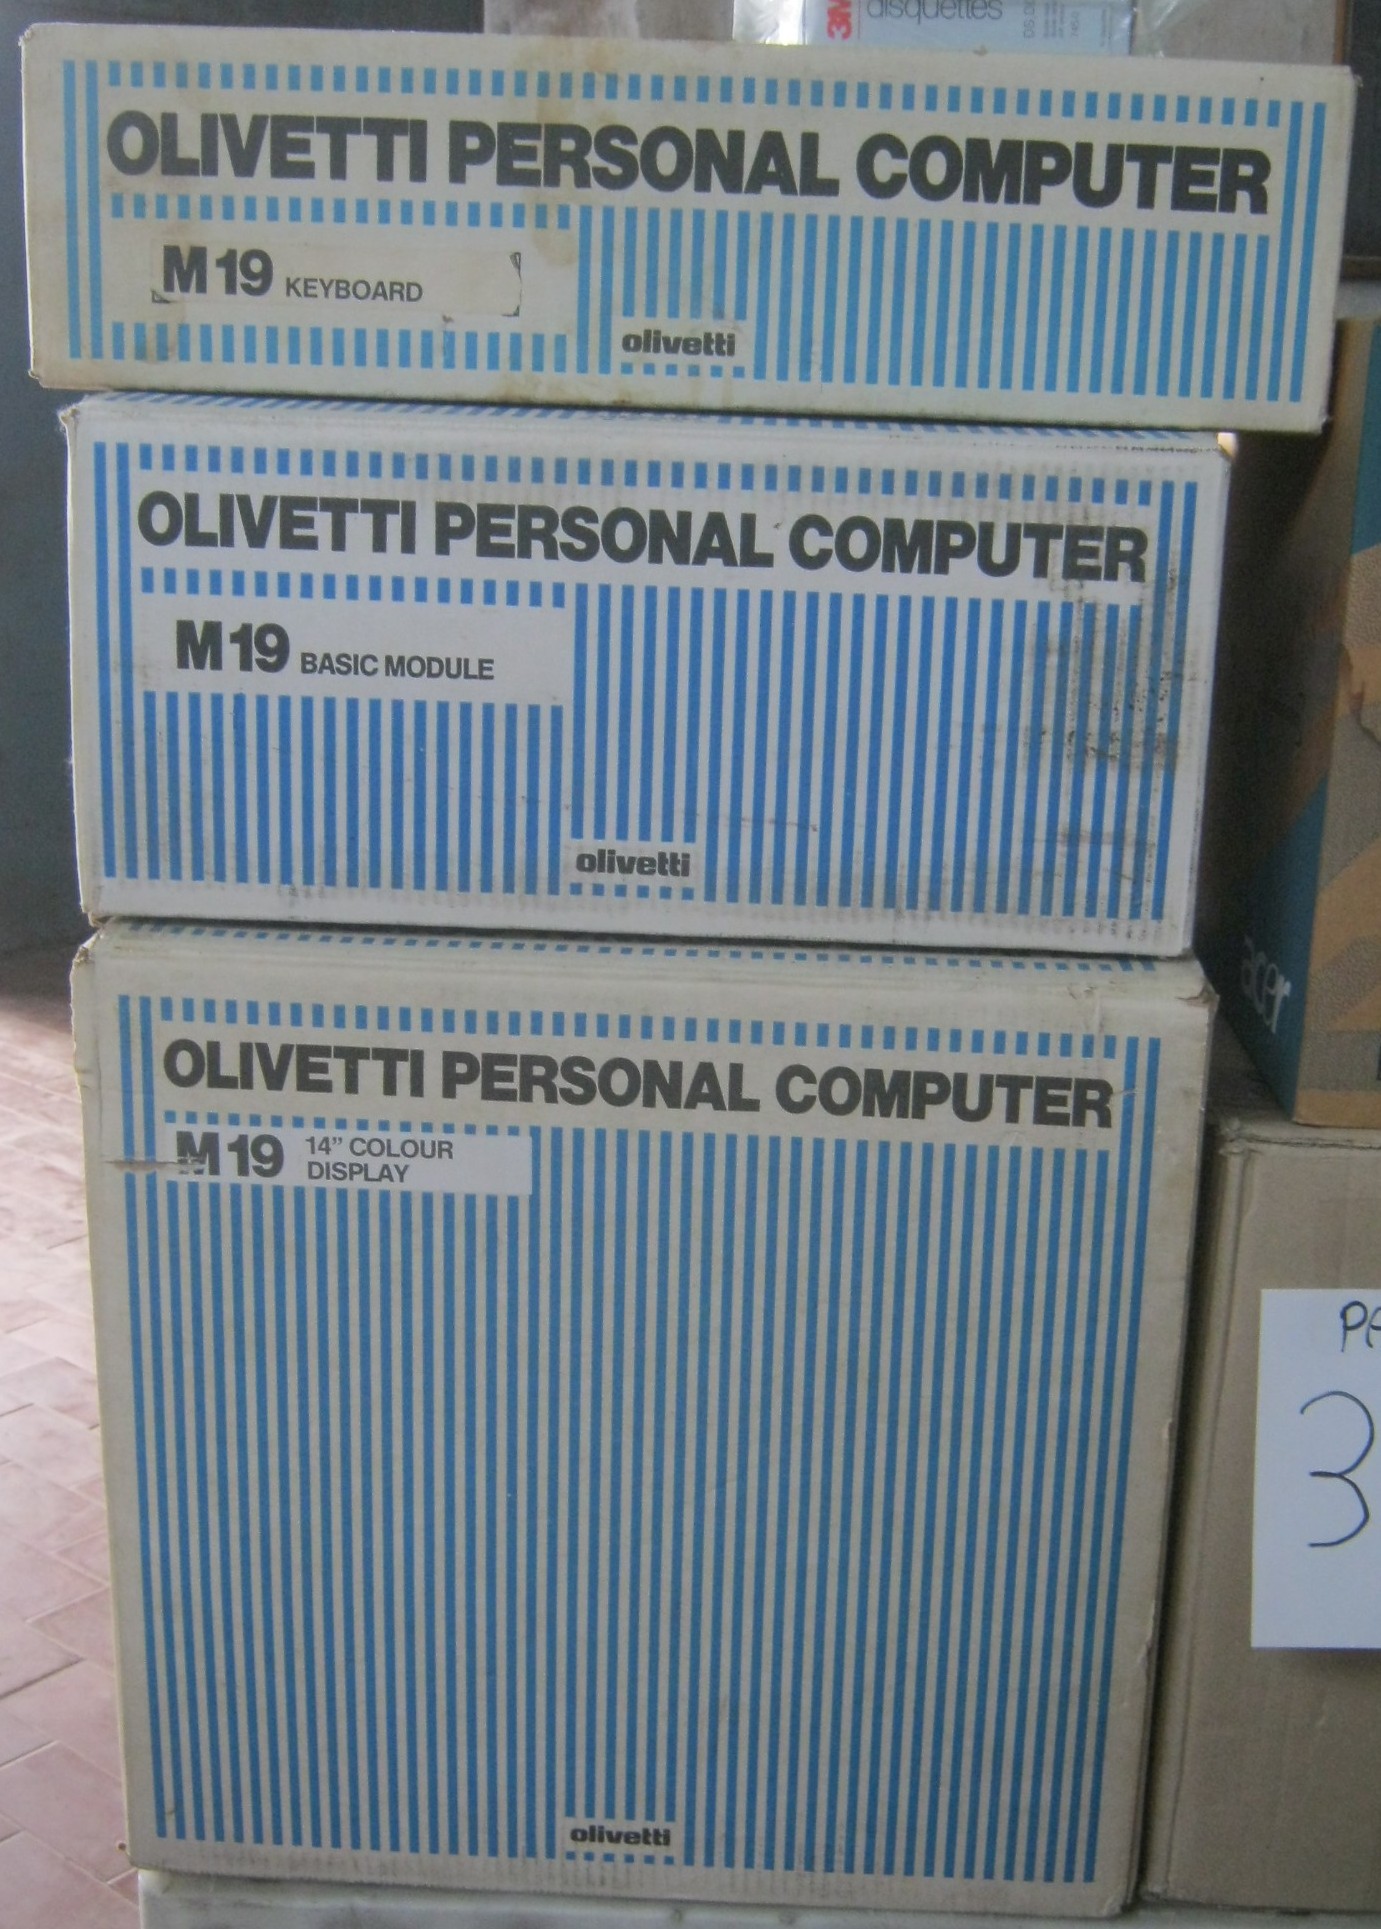 3M disquettes
OLIVETTI PERSONAL COMPUTER
M19 KEYBOARD
olivetti
OLIVETTI PERSONAL COMPUTER
M19 BASIC MODULE
olivetti
acer
OLIVETTI PERSONAL COMPUTER
M19 14” COLOUR
DISPLAY
olivetti
3